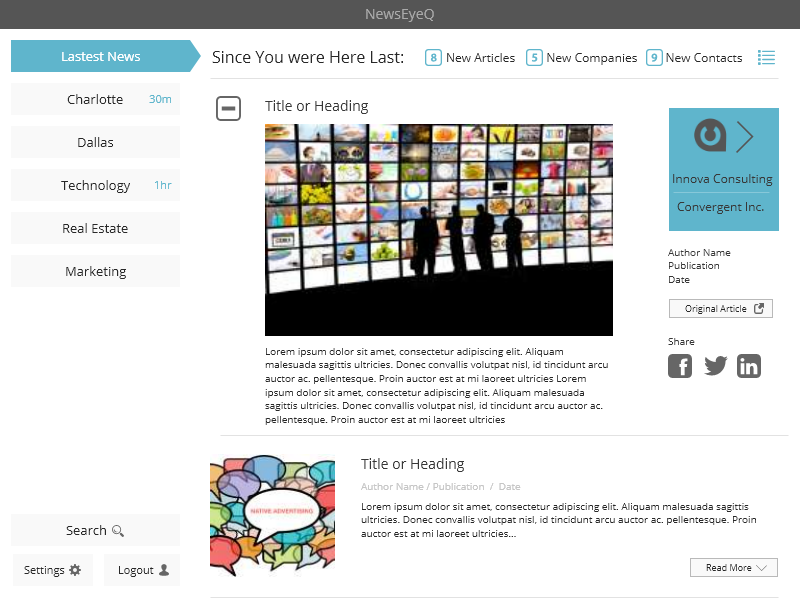 NewsEyeQ
Lastest News
Charlotte 30m
Dallas
Technology 1hr
Real Estate
Marketing
Search
Settings
Logout
Since You were Here Last:
8 New Articles
5 New Companies
9 New Contacts
Title or Heading
Lorem ipsum dolor sit amet, consectetur adipiscing elit. Aliquam
malesuada sagittis ultricies. Donec convallis volutpat nisl, id tincidunt arcu
auctor ac. pellentesque. Proin auctor est at mi laoreet ultricies Lorem
ipsum dolor sit amet, consectetur adipiscing elit. Aliquam malesuada
sagittis ultricies. Donec convallis volutpat nisl, id tincidunt arcu auctor ac.
pellentesque. Proin auctor est at mi laoreet ultricies
Innova Consulting
Convergent Inc.
Author Name
Publication
Date
Original Article
Share
NATIVE ADVERTISING
Title or Heading
Author Name / Publication / Date
Lorem ipsum dolor sit amet, consectetur adipiscing elit. Aliquam malesuada sagittis
ultricies. Donec convallis volutpat nisl, id tincidunt arcu auctor ac. pellentesque. Proin
auctor est at mi laoreet ultricies...
Read More